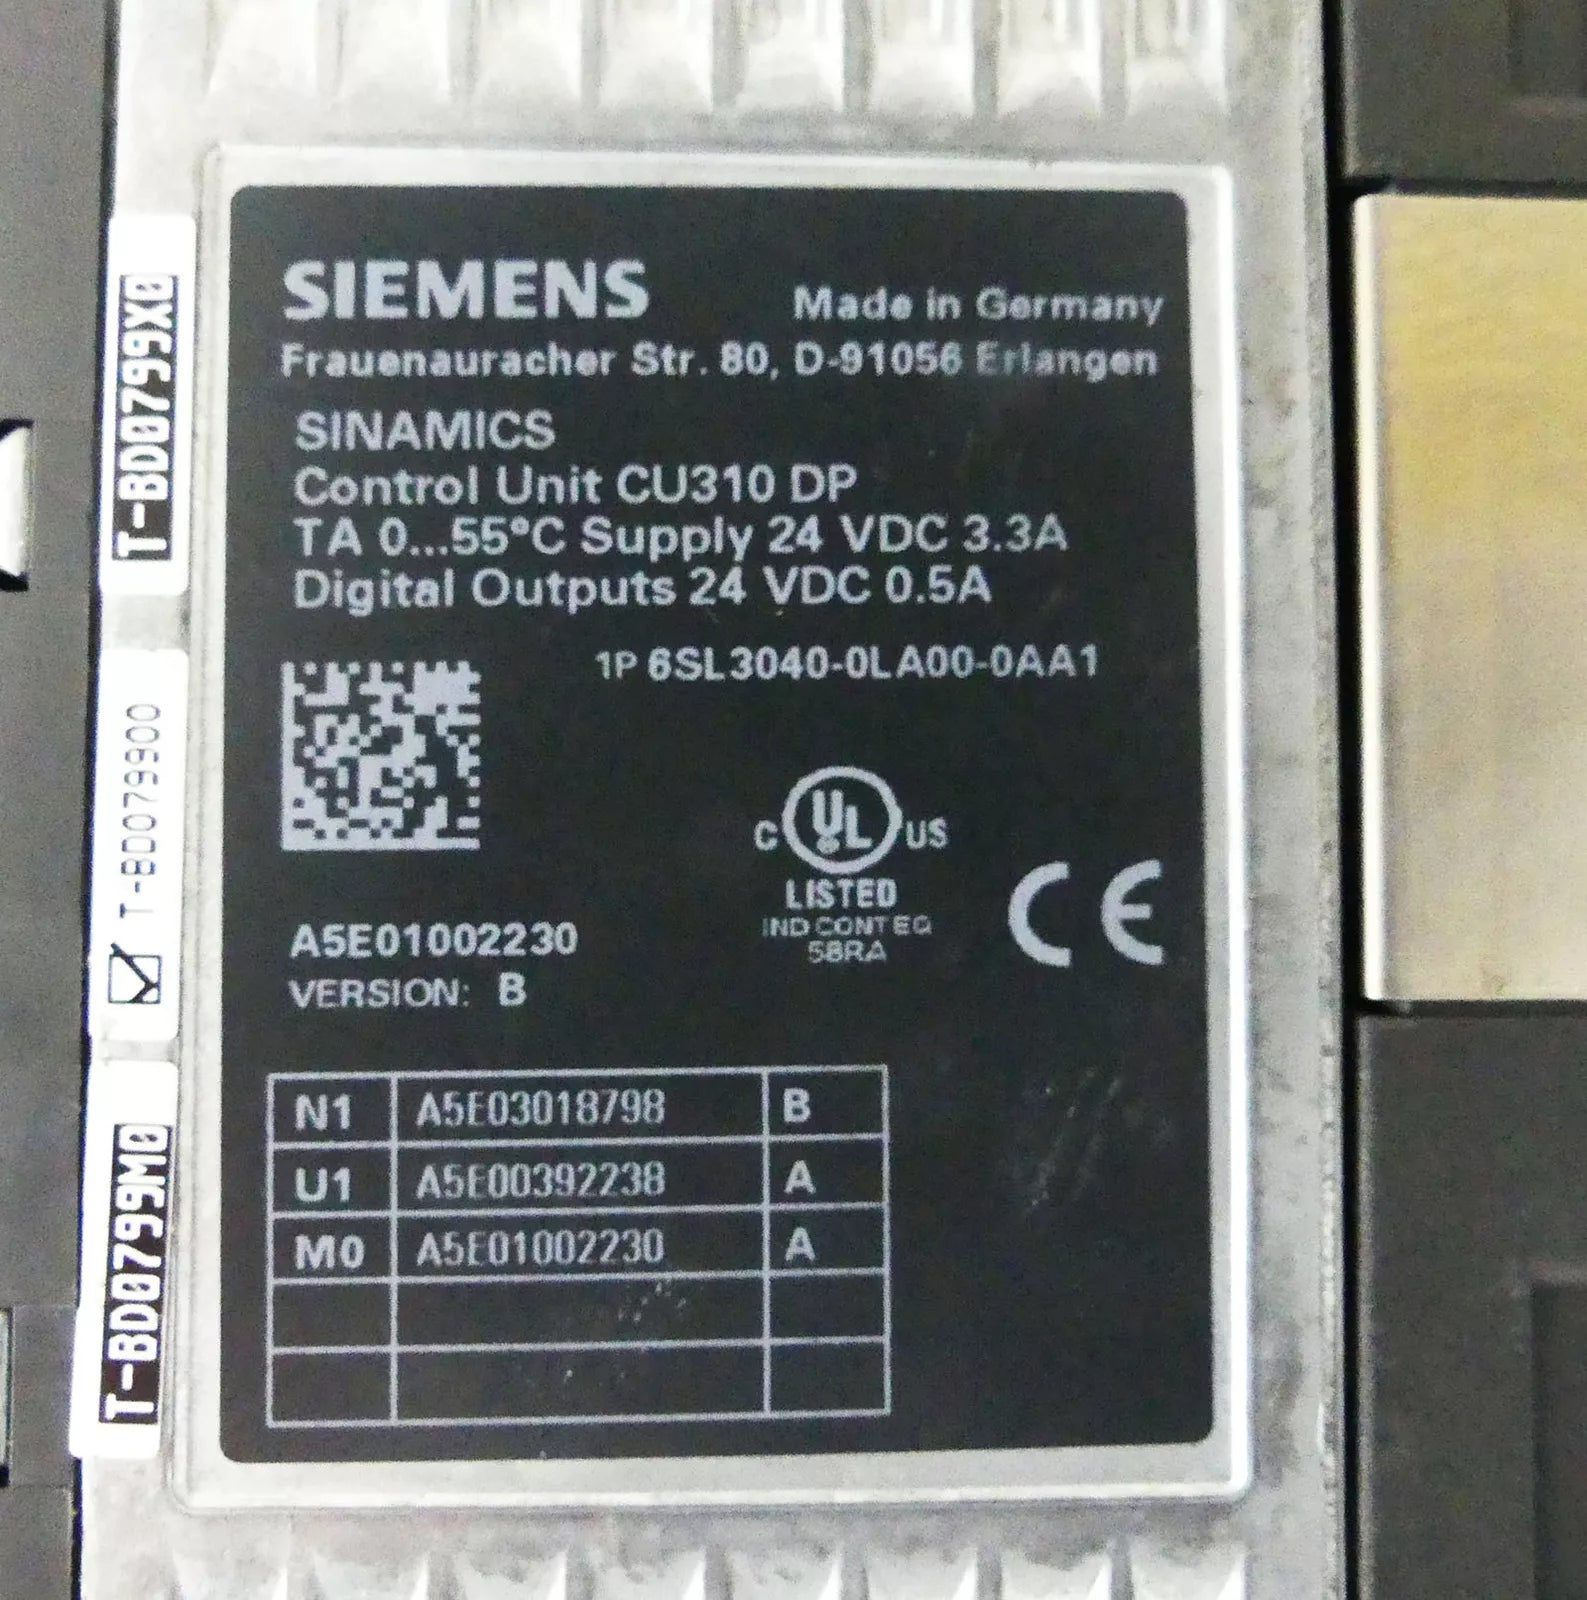 SIEMENS Made in Germany
Frauenauracher Str. 80, D-91056 Erlangen
SINAMICS
Control Unit CU310 DP
TA 0...55°C Supply 24 VDC 3.3A
Digital Outputs 24 VDC 0.5A
1P 6SL3040-0LA00-0AA1
C UL US
LISTED
IND CONT EQ
58RA
CE
A5E01002230
VERSION: B
N1 A5E03018798 B
U1 A5E00392238 A
M0 A5E01002230 A
T-BD0799X0
T-BD079900
T-BD0799M0